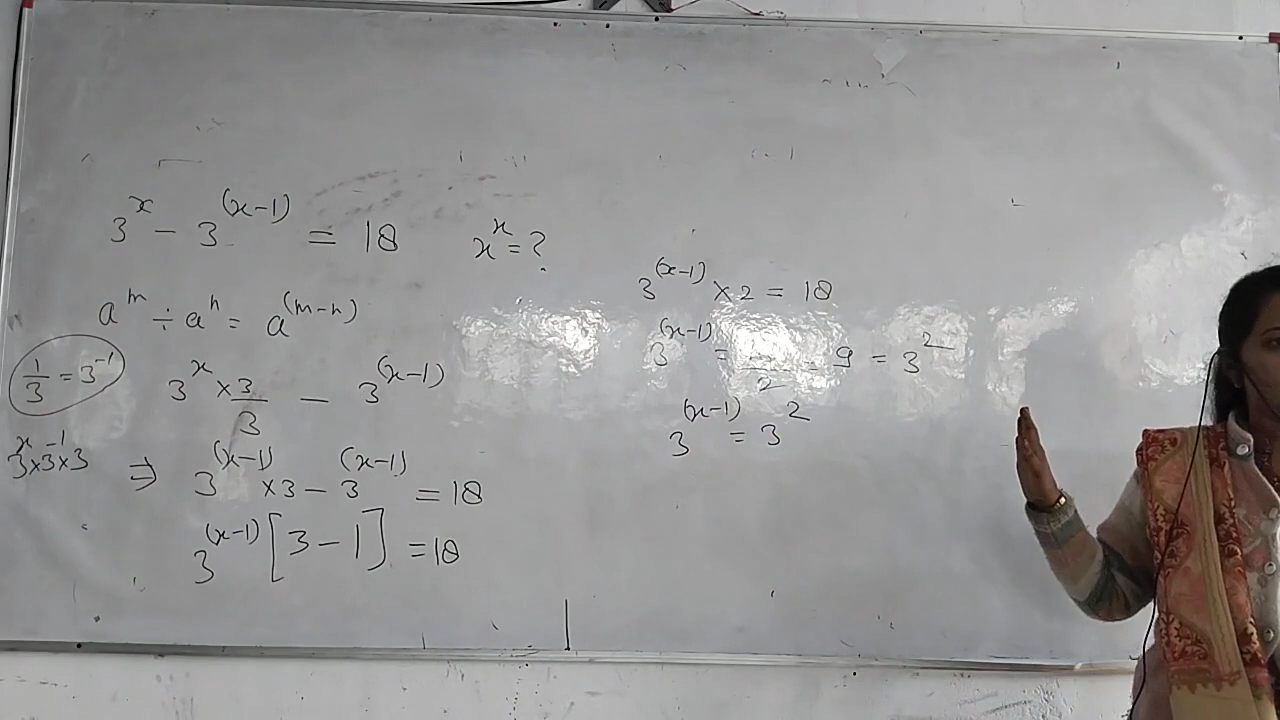 3^x - 3^(x-1) = 18   x^x = ?
a^m ÷ a^n = a^(m-n)
1/3 = 3^-1
3^x × 3/3 - 3^(x-1)
3^x × 3^-1 × 3
⇒ 3^(x-1) × 3 - 3^(x-1) = 18
3^(x-1) [3 - 1] = 18
3^(x-1) × 2 = 18
3^(x-1) = /2 = 9 = 3^2
3^(x-1) = 3^2